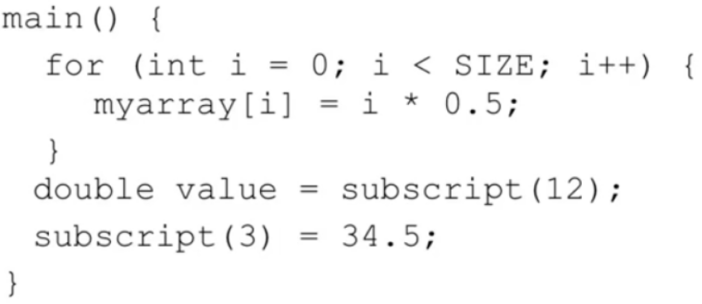 main() {
for (int i = 0; i < SIZE; i++) {
myarray[i] = i * 0.5;
}
double value = subscript(12);
subscript(3) = 34.5;
}